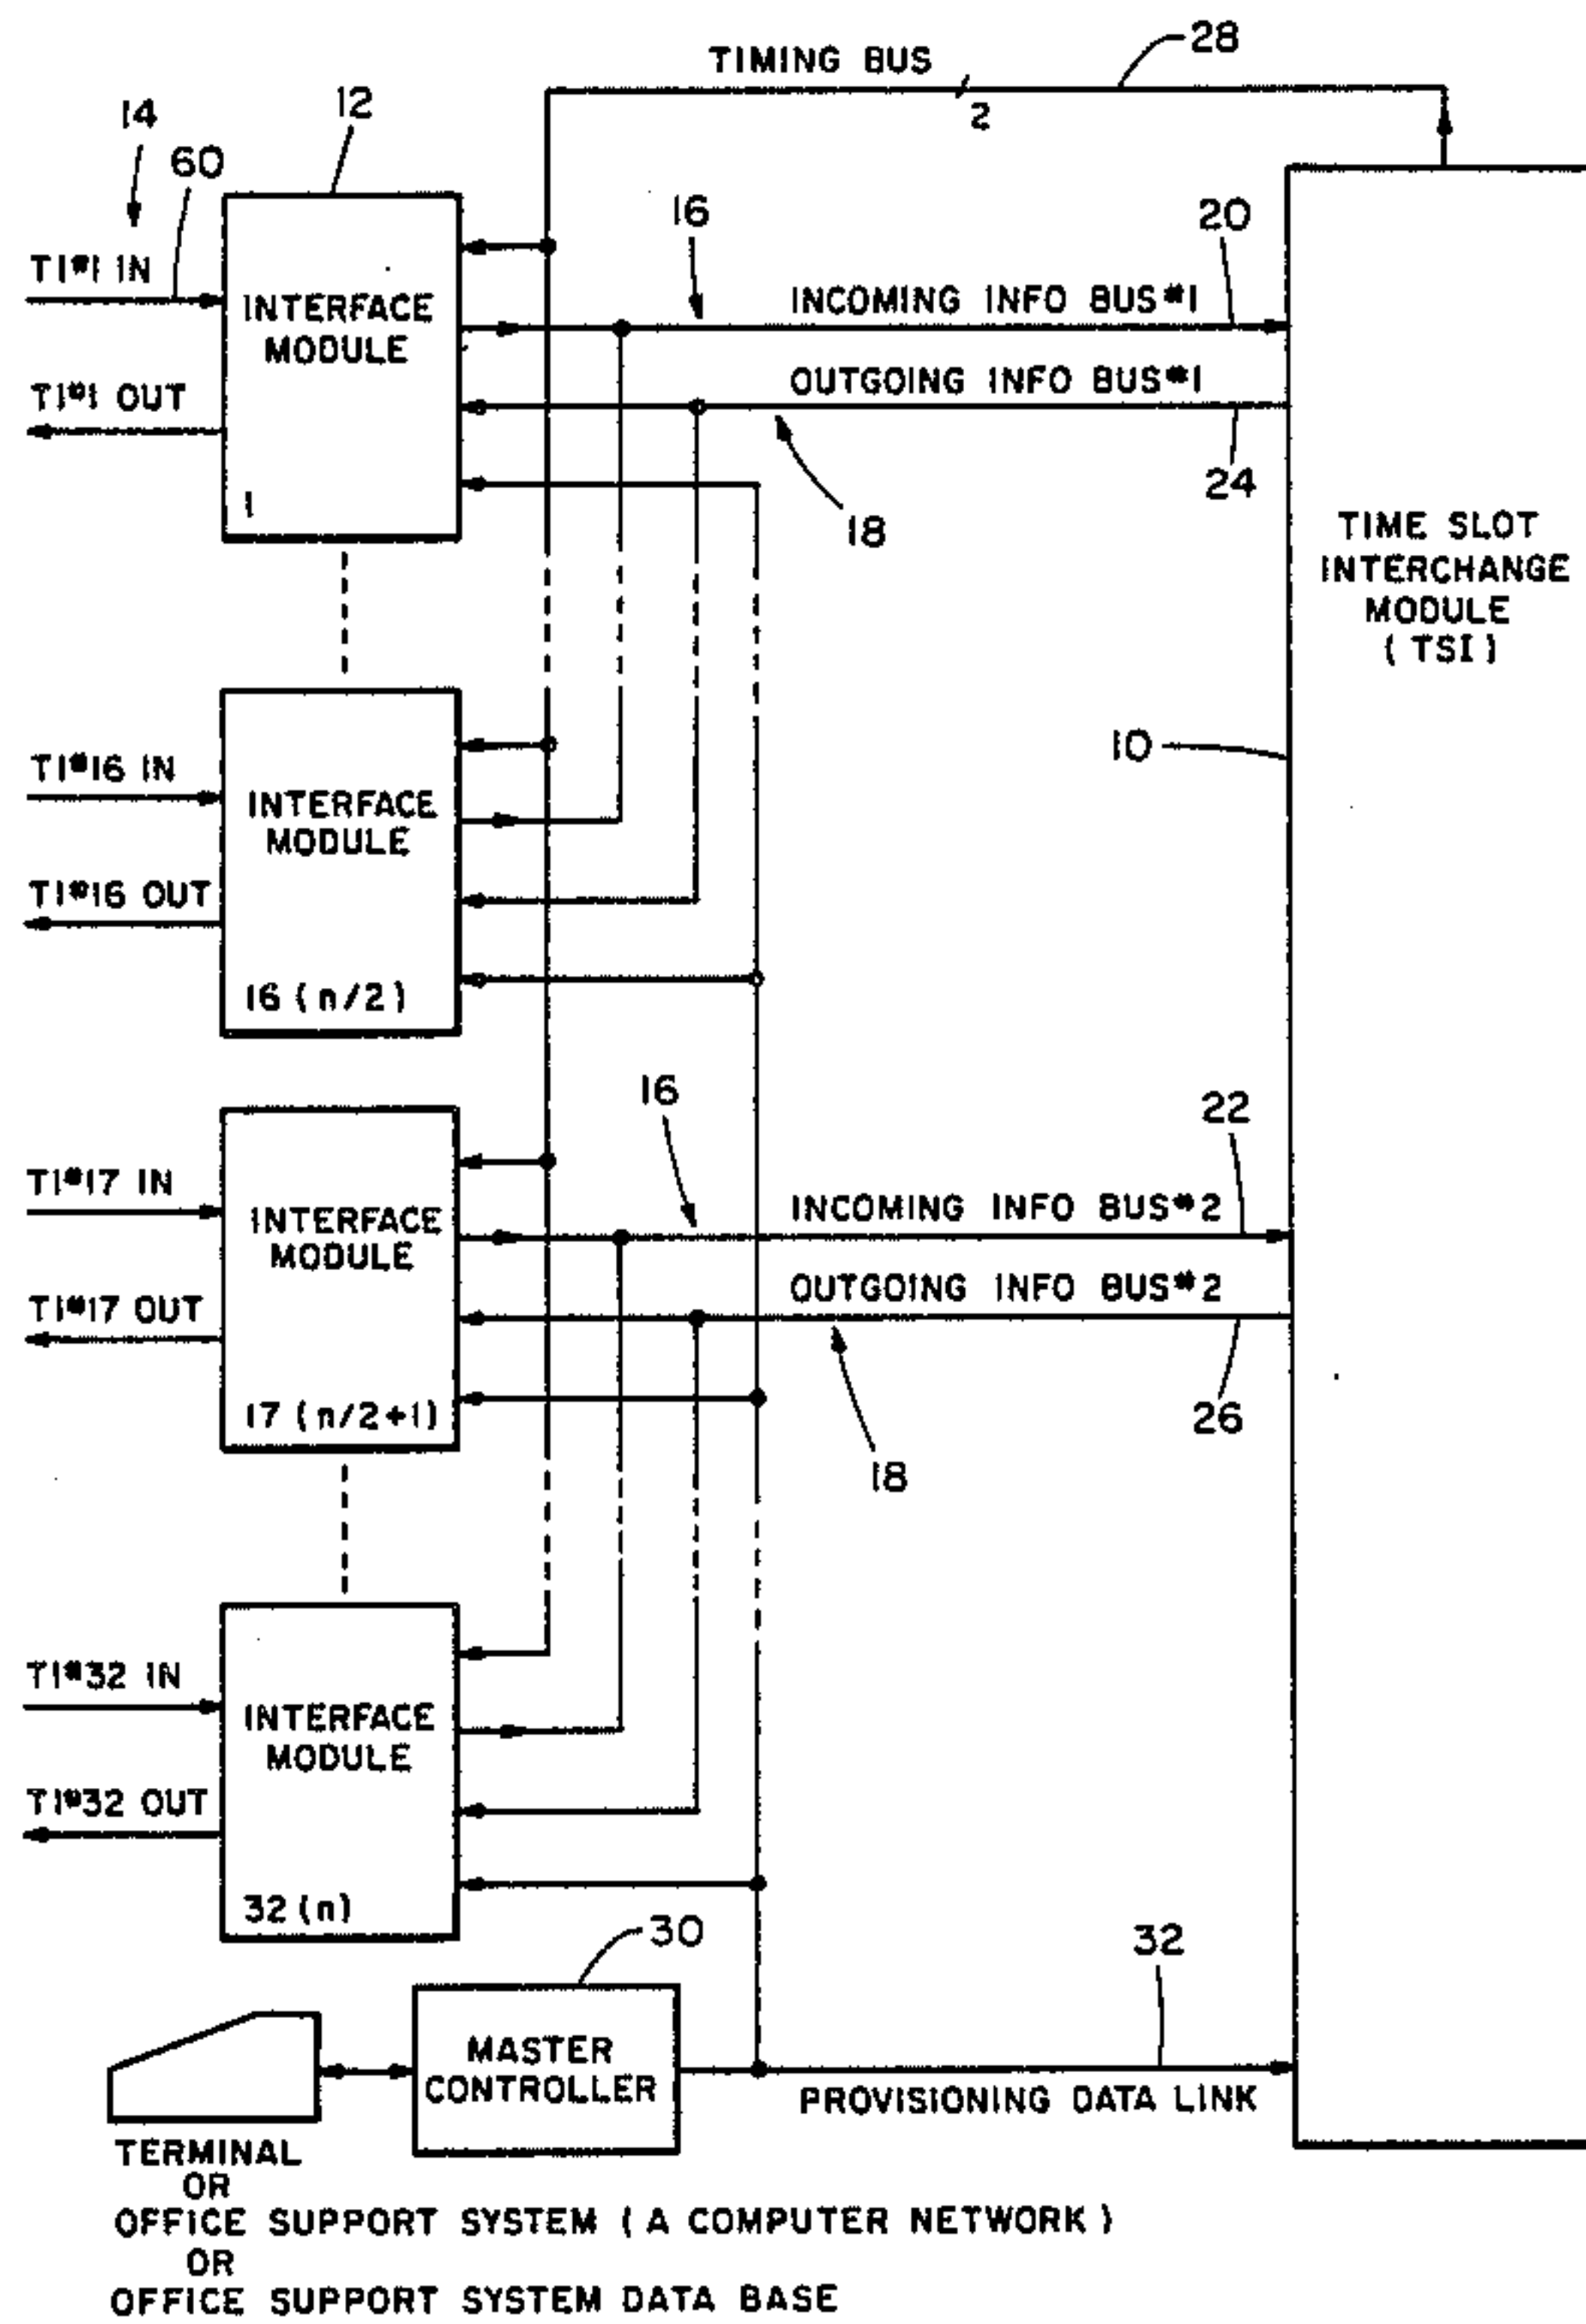 TIMING BUS
28
2
14
12
60
16
20
T1#1 IN
INTERFACE
MODULE
INCOMING INFO BUS#1
T1#1 OUT
OUTGOING INFO BUS#1
1
18
24
TIME SLOT
INTERCHANGE
MODULE
(TSI)
10
T1#16 IN
INTERFACE
MODULE
T1#16 OUT
16 (n/2)
16
22
T1#17 IN
INTERFACE
MODULE
INCOMING INFO BUS#2
T1#17 OUT
OUTGOING INFO BUS#2
17 (n/2+1)
18
26
T1#32 IN
INTERFACE
MODULE
T1#32 OUT
32 (n)
30
32
MASTER
CONTROLLER
PROVISIONING DATA LINK
TERMINAL
OR
OFFICE SUPPORT SYSTEM (A COMPUTER NETWORK)
OR
OFFICE SUPPORT SYSTEM DATA BASE